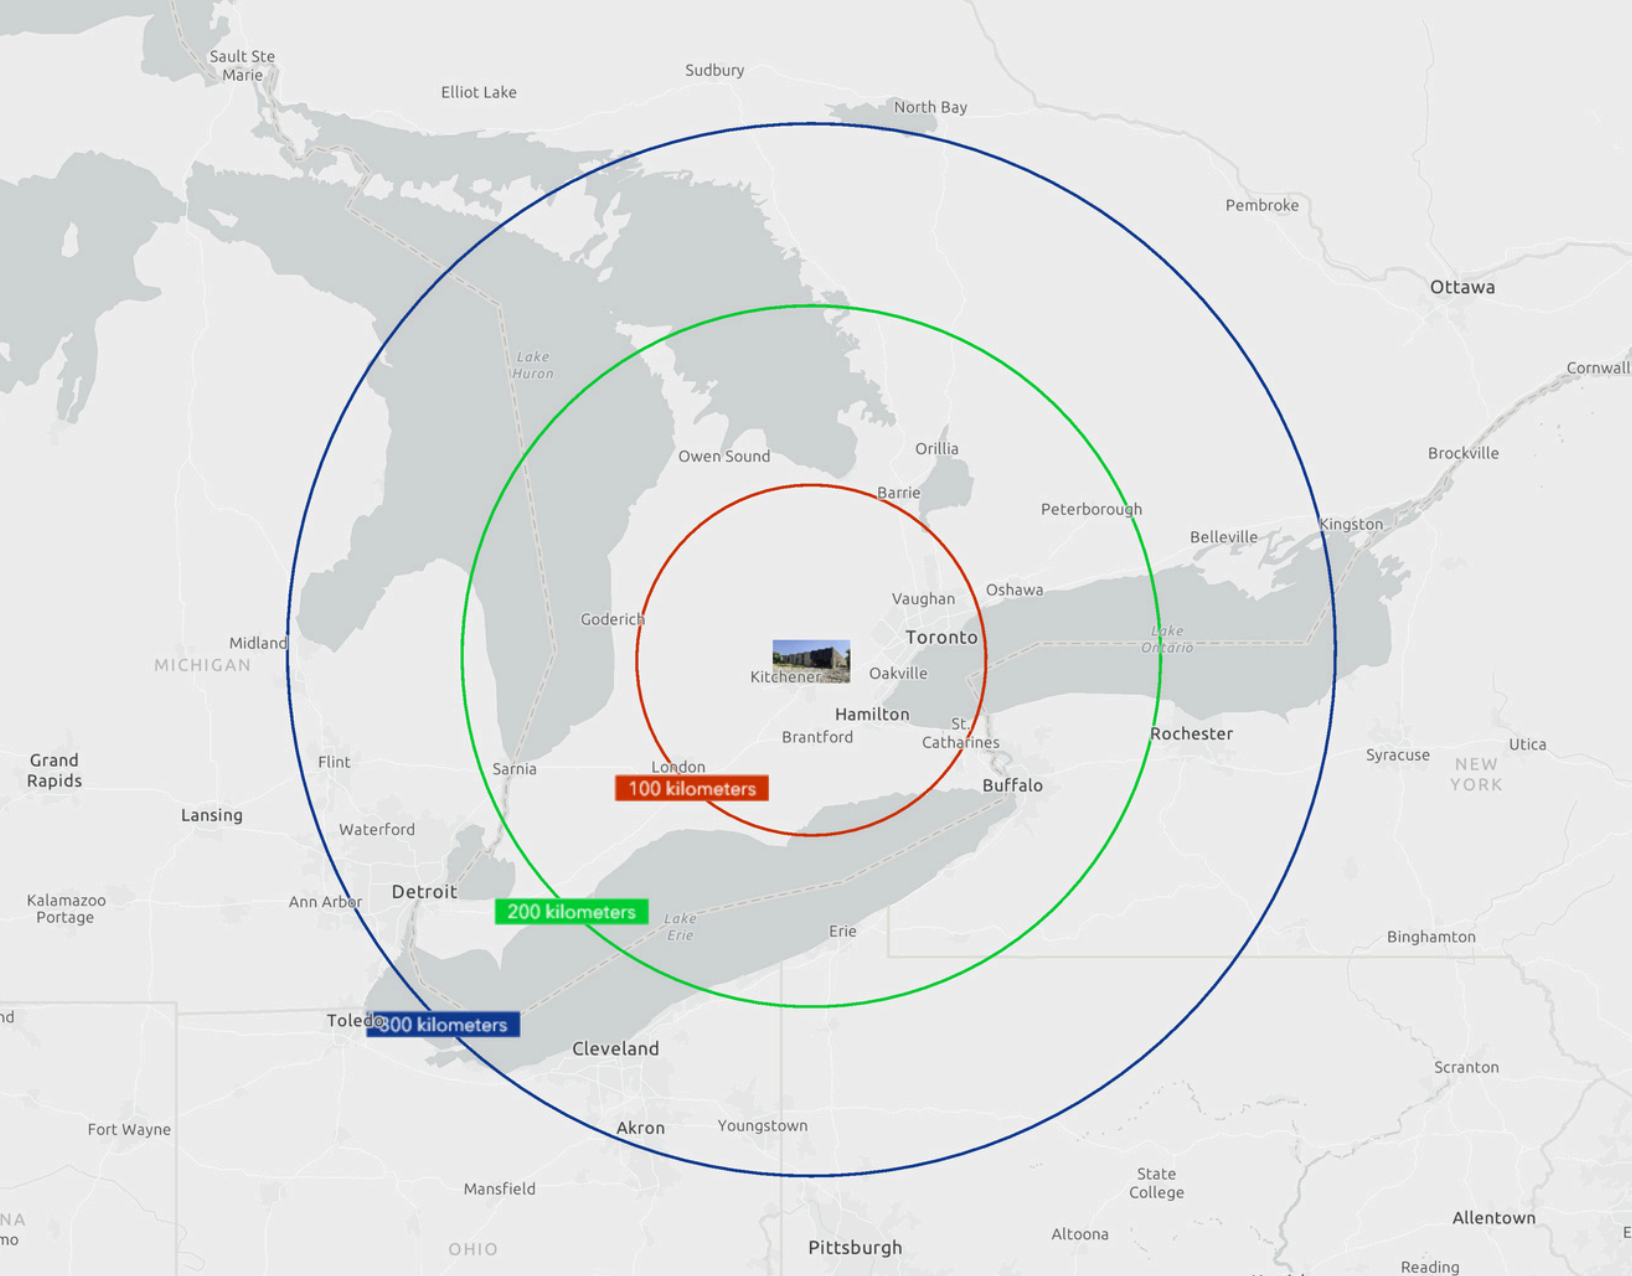 Sault Ste
Marie
Elliot Lake
Sudbury
North Bay
Pembroke
Ottawa
Cornwall
Lake
Huron
Owen Sound
Orillia
Barrie
Peterborough
Belleville
Kingston
Brockville
Goderich
Vaughan
Oshawa
Toronto
Lake
Ontario
Midland
MICHIGAN
Kitchener
Oakville
Hamilton
Brantford
St.
Catharines
Rochester
Syracuse
Utica
NEW
YORK
Grand
Rapids
Flint
Sarnia
London
100 kilometers
Buffalo
Lansing
Waterford
Detroit
Ann Arbor
Kalamazoo
Portage
200 kilometers
Lake
Erie
Erie
Binghamton
nd
Toledo
300 kilometers
Cleveland
Scranton
Fort Wayne
Akron
Youngstown
State
College
Mansfield
Allentown
NA
mo
OHIO
Pittsburgh
Altoona
E
Reading